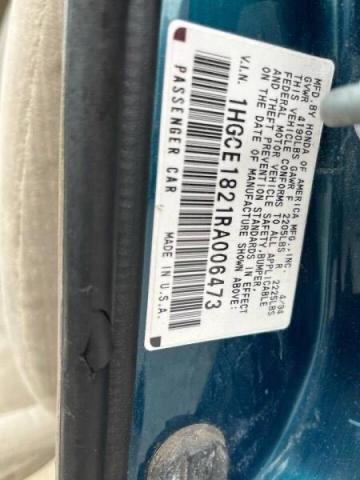 MFD. BY HONDA OF AMERICA MFG., INC. 4/94
GVWR 4190LBS GAWR F 2205LBS R 2225LBS
THIS VEHICLE CONFORMS TO ALL APPLICABLE
FEDERAL MOTOR VEHICLE SAFETY, BUMPER,
AND THEFT PREVENTION STANDARDS IN EFFECT
ON THE DATE OF MANUFACTURE SHOWN ABOVE:
V.I.N. 1HGCE1821RA006473
PASSENGER CAR MADE IN U.S.A.